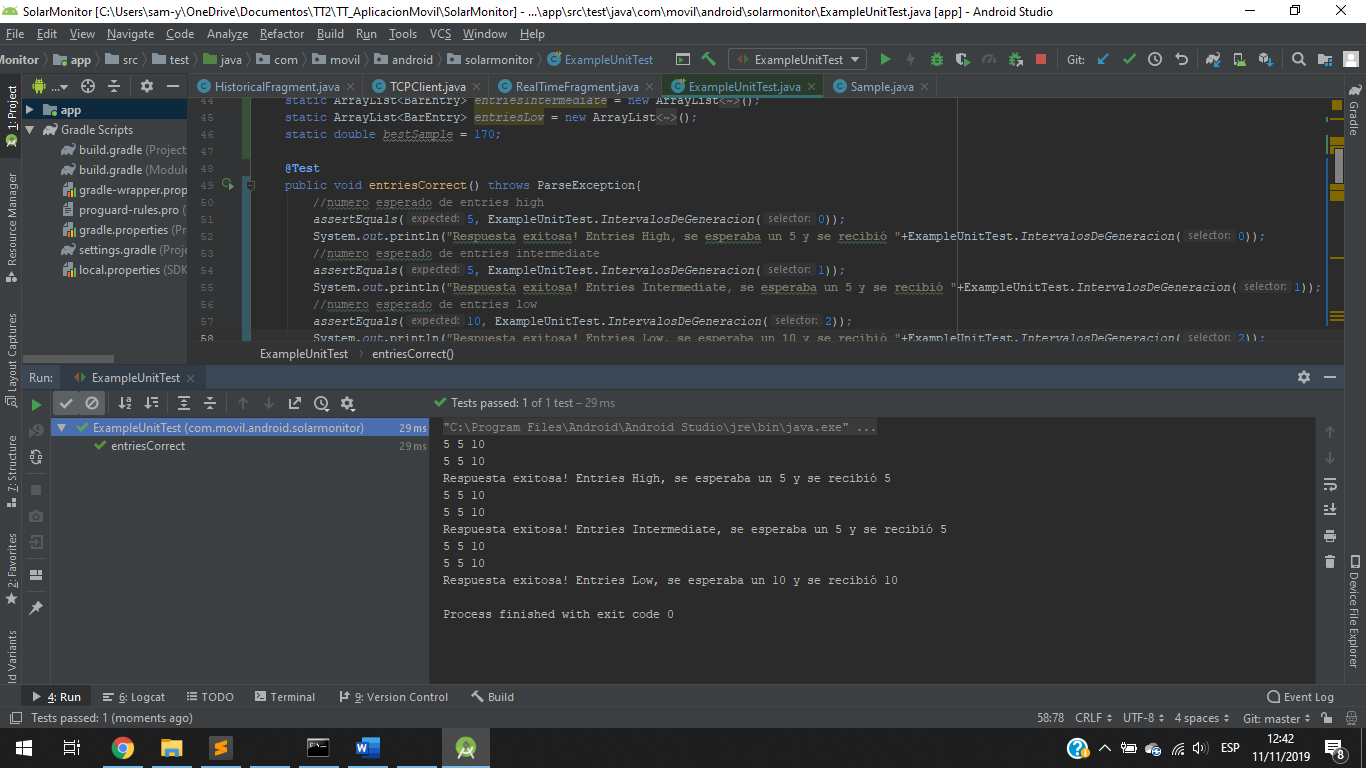 SolarMonitor [C:\Users\sam-y\OneDrive\Documentos\TT2\TT_AplicacionMovil\SolarMonitor] - ...\app\src\test\java\com\movil\android\solarmonitor\ExampleUnitTest.java [app] - Android Studio
File Edit View Navigate Code Analyze Refactor Build Run Tools VCS Window Help
Monitor app src test java com movil android solarmonitor ExampleUnitTest ExampleUnitTest Git:
... HistoricalFragment.java TCPClient.java RealTimeFragment.java ExampleUnitTest.java Sample.java
1: Project
Resource Manager
Layout Captures
7: Structure
2: Favorites
ld Variants
app
Gradle Scripts
build.gradle (Project
build.gradle (Module
gradle-wrapper.prop
proguard-rules.pro (Pr
gradle.properties (Pr
settings.gradle (Proje
local.properties (SDK
44 static ArrayList<BarEntry> entriesIntermediate = new ArrayList<~>();
45 static ArrayList<BarEntry> entriesLow = new ArrayList<~>();
46 static double bestSample = 170;
47
48 @Test
49 public void entriesCorrect() throws ParseException{
50 //numero esperado de entries high
51 assertEquals( expected: 5, ExampleUnitTest.IntervalosDeGeneracion( selector: 0));
52 System.out.println("Respuesta exitosa! Entries High, se esperaba un 5 y se recibió "+ExampleUnitTest.IntervalosDeGeneracion( selector: 0));
53 //numero esperado de entries intermediate
54 assertEquals( expected: 5, ExampleUnitTest.IntervalosDeGeneracion( selector: 1));
55 System.out.println("Respuesta exitosa! Entries Intermediate, se esperaba un 5 y se recibió "+ExampleUnitTest.IntervalosDeGeneracion( selector: 1));
56 //numero esperado de entries low
57 assertEquals( expected: 10, ExampleUnitTest.IntervalosDeGeneracion( selector: 2));
58 System.out.println("Respuesta exitosa! Entries Low, se esperaba un 10 y se recibió "+ExampleUnitTest.IntervalosDeGeneracion( selector: 2));
ExampleUnitTest entriesCorrect()
Gradle
Device File Explorer
Run: ExampleUnitTest
Tests passed: 1 of 1 test – 29 ms
ExampleUnitTest (com.movil.android.solarmonitor) 29 ms
entriesCorrect 29 ms
"C:\Program Files\Android\Android Studio\jre\bin\java.exe" ...
5 5 10
5 5 10
Respuesta exitosa! Entries High, se esperaba un 5 y se recibió 5
5 5 10
5 5 10
Respuesta exitosa! Entries Intermediate, se esperaba un 5 y se recibió 5
5 5 10
5 5 10
Respuesta exitosa! Entries Low, se esperaba un 10 y se recibió 10
Process finished with exit code 0
4: Run 6: Logcat TODO Terminal 9: Version Control Build Event Log
Tests passed: 1 (moments ago) 58:78 CRLF UTF-8 4 spaces Git: master
ESP 12:42
11/11/2019 8